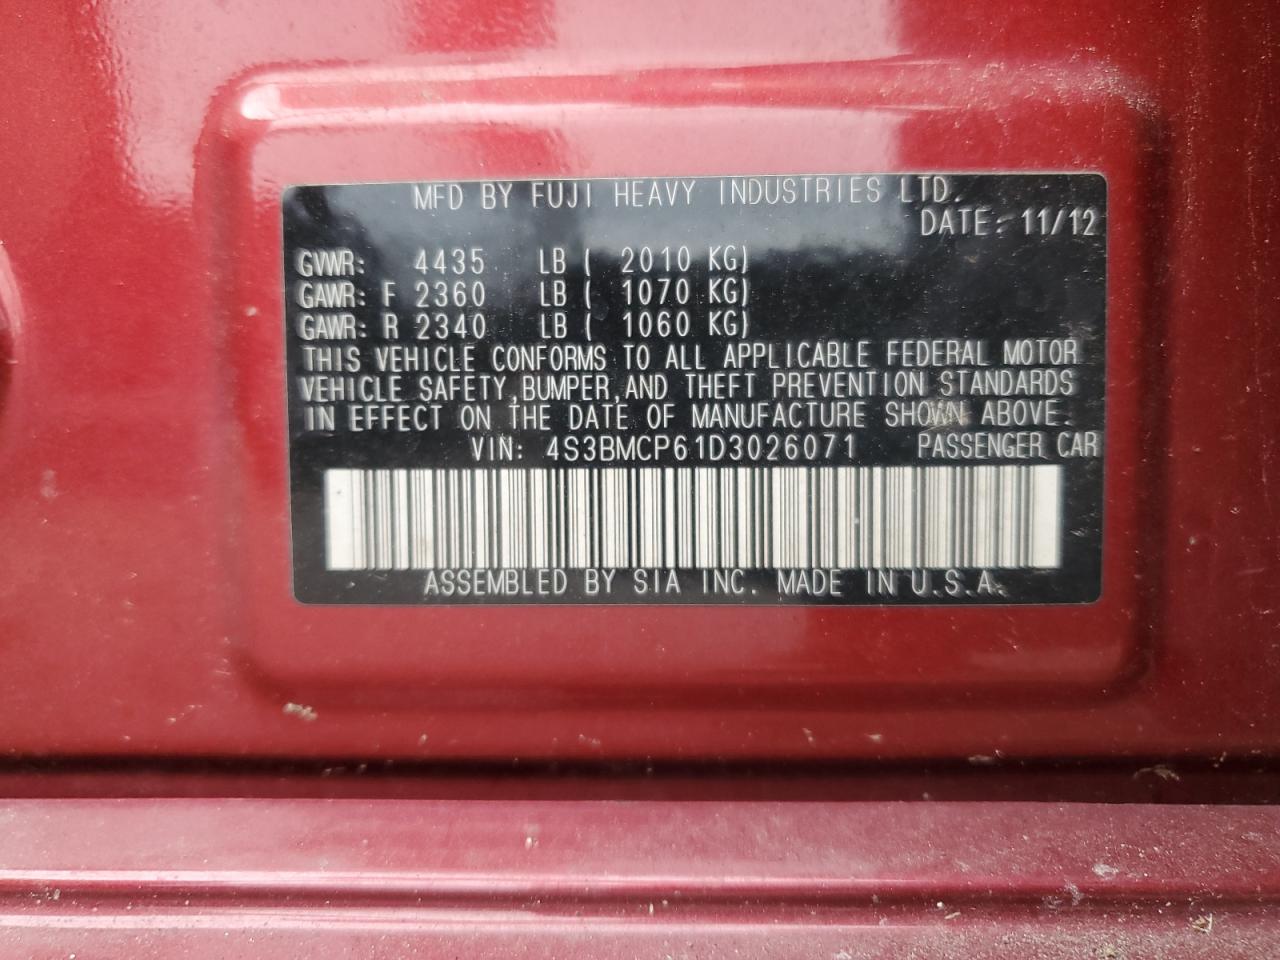 MFD BY FUJI HEAVY INDUSTRIES LTD.
DATE: 11/12
GVWR: 4435 LB ( 2010 KG)
GAWR: F 2360 LB ( 1070 KG)
GAWR: R 2340 LB ( 1060 KG)
THIS VEHICLE CONFORMS TO ALL APPLICABLE FEDERAL MOTOR
VEHICLE SAFETY,BUMPER,AND THEFT PREVENTION STANDARDS
IN EFFECT ON THE DATE OF MANUFACTURE SHOWN ABOVE.
VIN: 4S3BMCP61D3026071 PASSENGER CAR
ASSEMBLED BY SIA INC. MADE IN U.S.A.